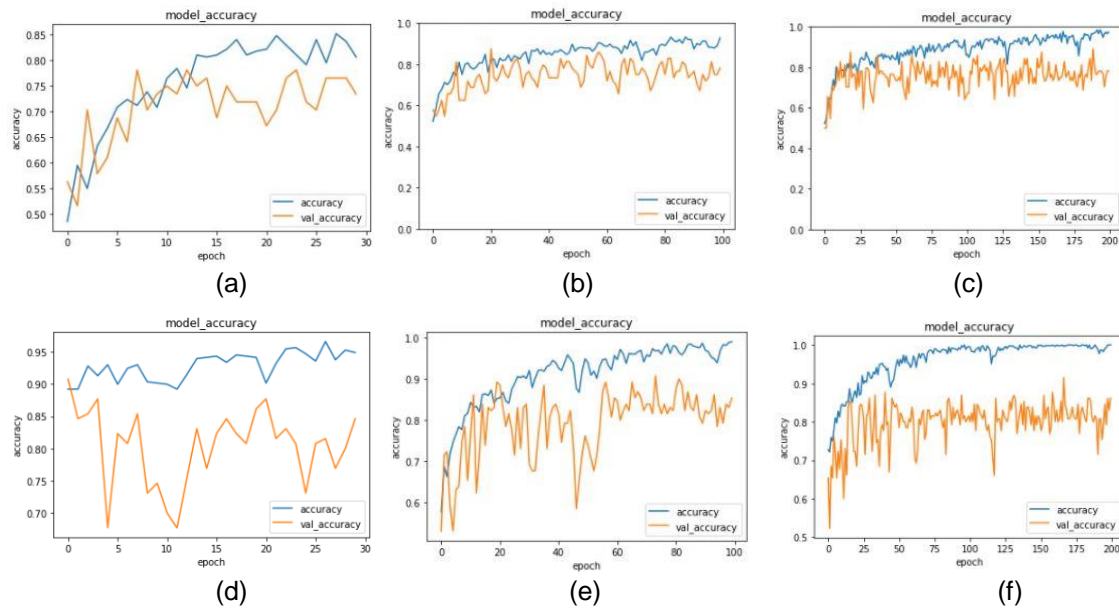 model_accuracy
accuracy
0.85
0.80
0.75
0.70
0.65
0.60
0.55
0.50
accuracy
val_accuracy
0 5 10 15 20 25 30
epoch
(a)
model_accuracy
accuracy
1.0
0.8
0.6
0.4
0.2
0.0
accuracy
val_accuracy
0 20 40 60 80 100
epoch
(b)
model_accuracy
accuracy
1.0
0.8
0.6
0.4
0.2
0.0
accuracy
val_accuracy
0 25 50 75 100 125 150 175 200
epoch
(c)
model_accuracy
accuracy
0.95
0.90
0.85
0.80
0.75
0.70
accuracy
val_accuracy
0 5 10 15 20 25 30
epoch
(d)
model_accuracy
accuracy
1.0
0.9
0.8
0.7
0.6
accuracy
val_accuracy
0 20 40 60 80 100
epoch
(e)
model_accuracy
accuracy
1.0
0.9
0.8
0.7
0.6
0.5
accuracy
val_accuracy
0 25 50 75 100 125 150 175 200
epoch
(f)